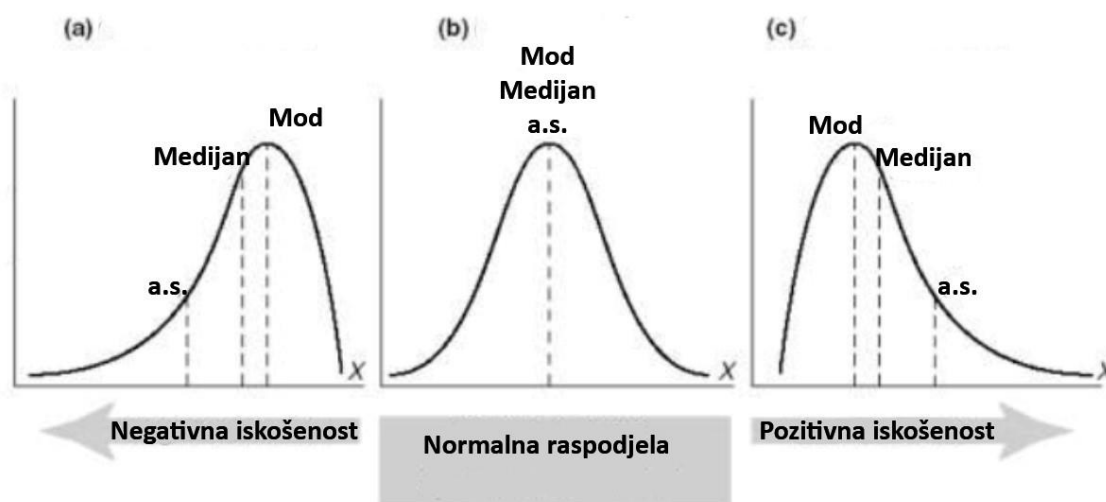 (a)
Mod
Medijan
a.s.
X
Negativna iskošenost
(b)
Mod
Medijan
a.s.
X
Normalna raspodjela
(c)
Mod
Medijan
a.s.
X
Pozitivna iskošenost